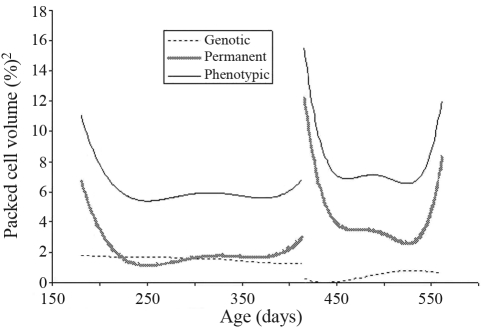 18
16
14
12
10
8
6
4
2
0
Packed cell volume (%)2
Genotic
Permanent
Phenotypic
150 250 350 450 550
Age (days)